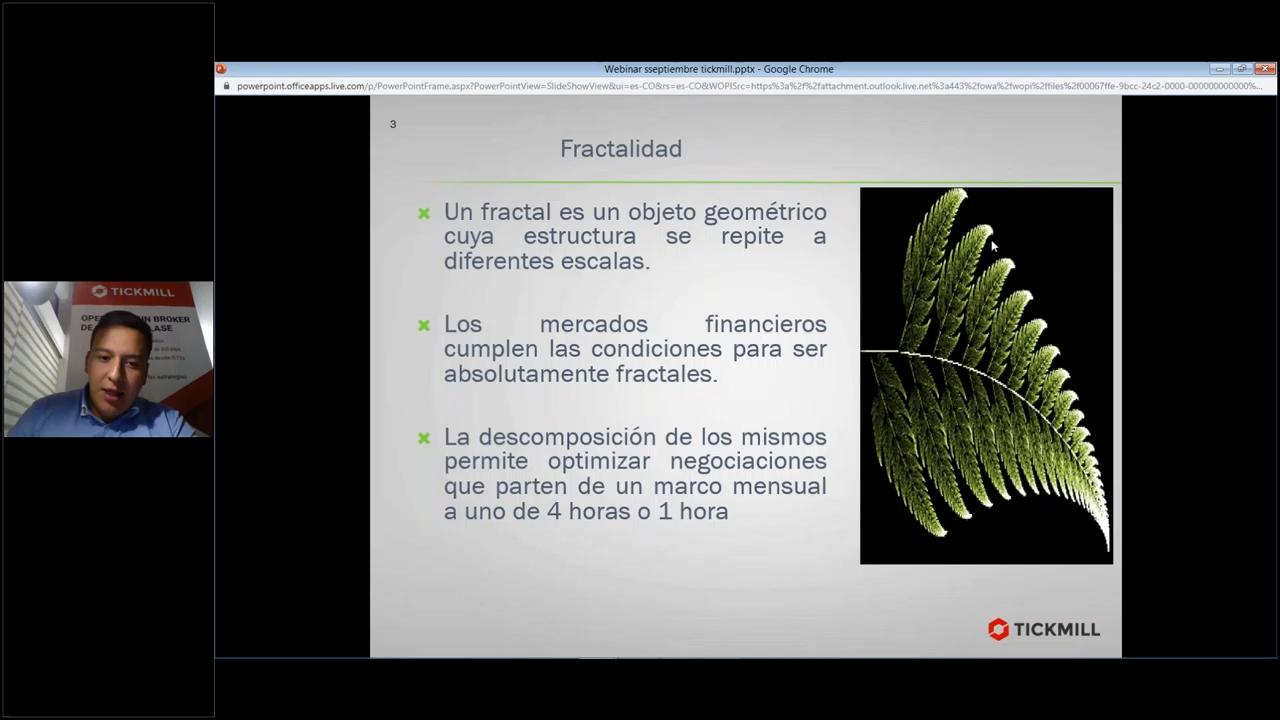 Webinar sseptiembre tickmill.pptx - Google Chrome
powerpoint.officeapps.live.com/p/PowerPointFrame.aspx?PowerPointView=SlideShowView&ui=es-CO&rs=es-CO&WOPISrc=https%3a%2f%2fattachment.outlook.live.net%3a443%2fowa%2fwopi%2ffiles%2f00067ffe-9bcc-24c2-0000-000000000000%...
3
Fractalidad
Un fractal es un objeto geométrico
cuya estructura se repite a
diferentes escalas.
Los mercados financieros
cumplen las condiciones para ser
absolutamente fractales.
La descomposición de los mismos
permite optimizar negociaciones
que parten de un marco mensual
a uno de 4 horas o 1 hora
TICKMILL
TICKMILL